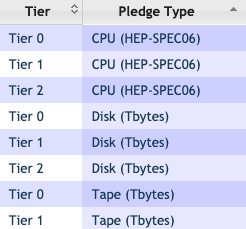 Tier Pledge Type
Tier 0 CPU (HEP-SPEC06)
Tier 1 CPU (HEP-SPEC06)
Tier 2 CPU (HEP-SPEC06)
Tier 0 Disk (Tbytes)
Tier 1 Disk (Tbytes)
Tier 2 Disk (Tbytes)
Tier 0 Tape (Tbytes)
Tier 1 Tape (Tbytes)